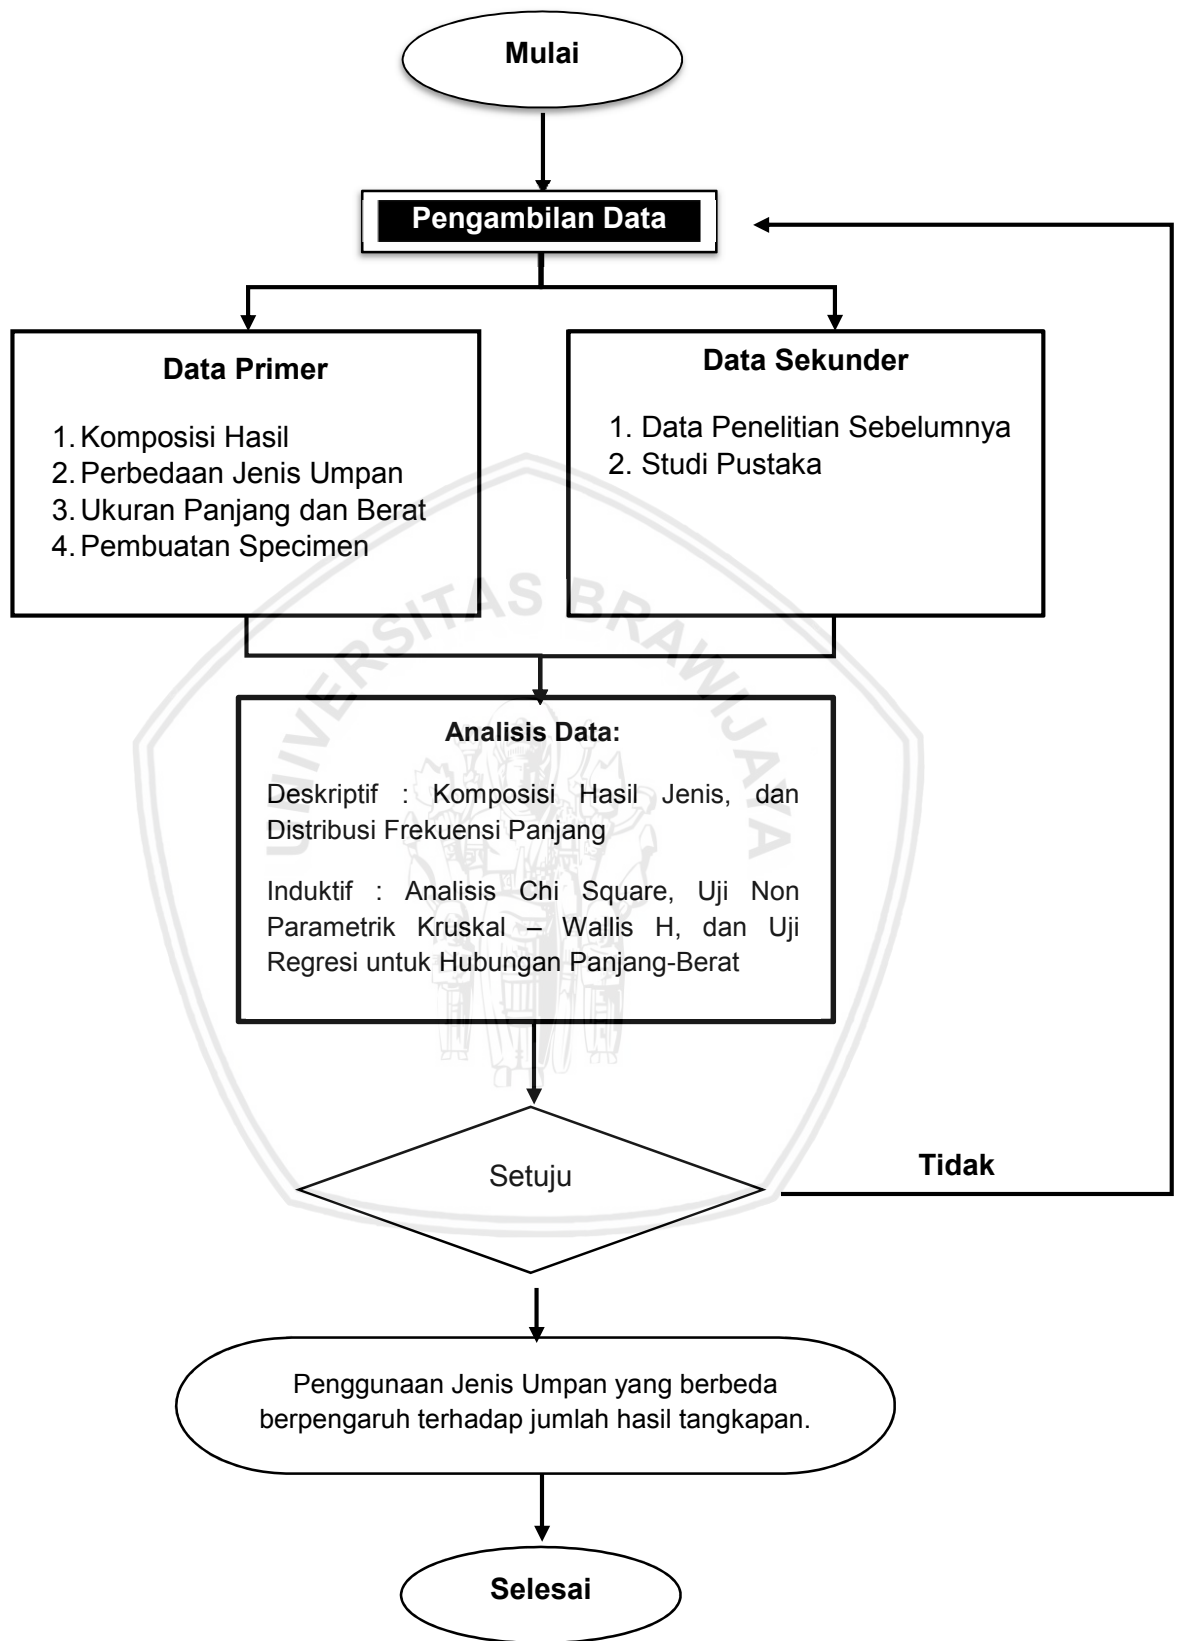 Mulai
Pengambilan Data
Data Primer
1. Komposisi Hasil
2. Perbedaan Jenis Umpan
3. Ukuran Panjang dan Berat
4. Pembuatan Specimen
Data Sekunder
1. Data Penelitian Sebelumnya
2. Studi Pustaka
UNIVERSITAS BRAWIJAYA
Analisis Data:
Deskriptif : Komposisi Hasil Jenis, dan
Distribusi Frekuensi Panjang
Induktif : Analisis Chi Square, Uji Non
Parametrik Kruskal – Wallis H, dan Uji
Regresi untuk Hubungan Panjang-Berat
Setuju
Tidak
Penggunaan Jenis Umpan yang berbeda
berpengaruh terhadap jumlah hasil tangkapan.
Selesai